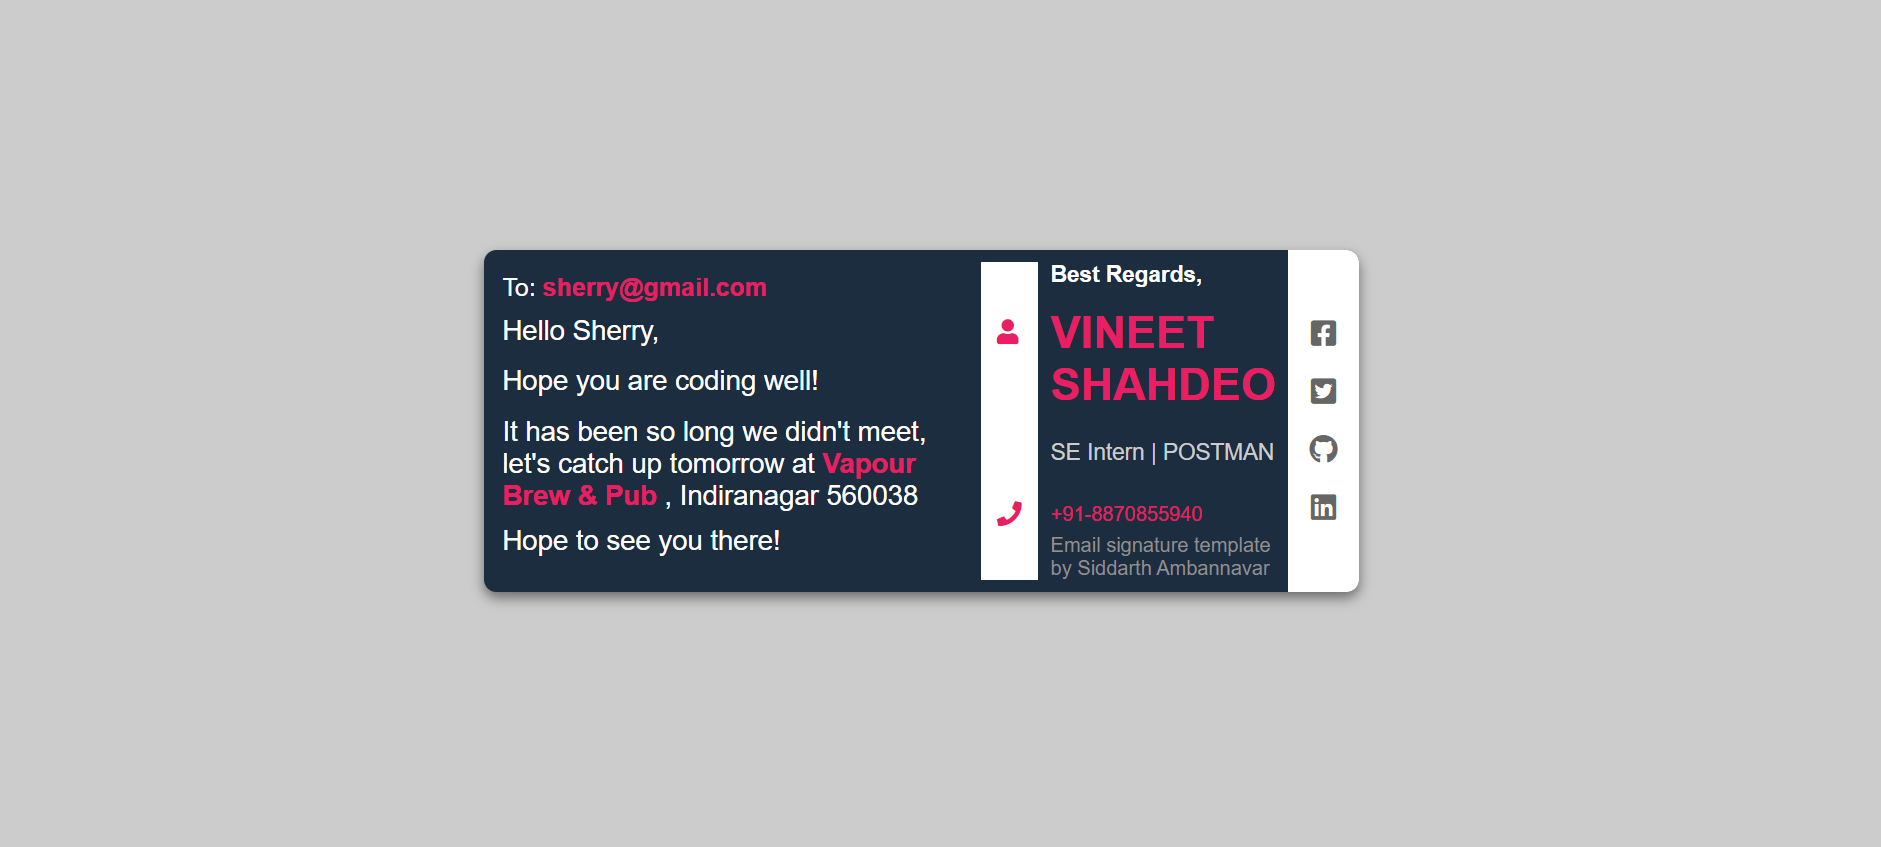 To: sherry@gmail.com
Hello Sherry,
Hope you are coding well!
It has been so long we didn't meet,
let's catch up tomorrow at Vapour
Brew & Pub , Indiranagar 560038
Hope to see you there!
Best Regards,
VINEET
SHAHDEO
SE Intern | POSTMAN
+91-8870855940
Email signature template
by Siddarth Ambannavar